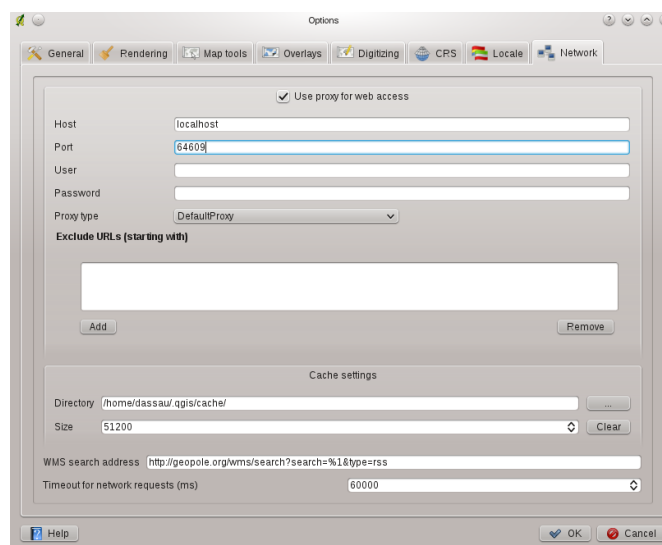 Options
General Rendering Map tools Overlays Digitizing CRS Locale Network
Use proxy for web access
Host localhost
Port 64609
User
Password
Proxy type DefaultProxy
Exclude URLs (starting with)
Add Remove
Cache settings
Directory /home/dassau/.qgis/cache/ ...
Size 51200 Clear
WMS search address http://geopole.org/wms/search?search=%1&type=rss
Timeout for network requests (ms) 60000
Help OK Cancel